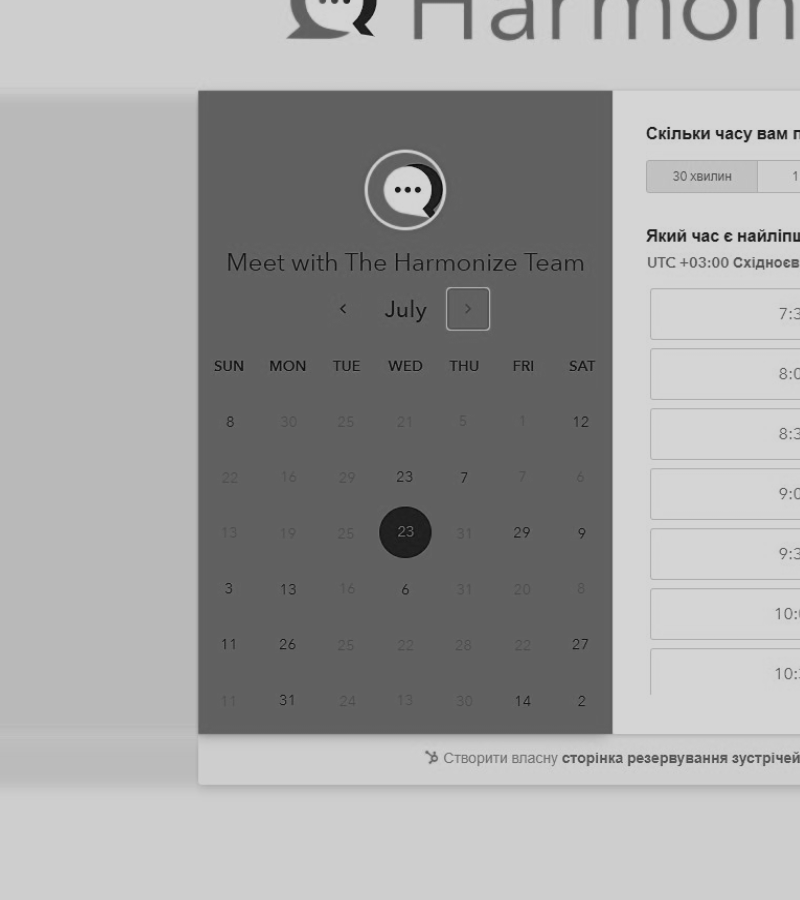 Harmon
Meet with The Harmonize Team
July
SUN MON TUE WED THU FRI SAT
8 30 25 21 5 1 12
22 16 29 23 7 7 6
13 19 25 23 31 29 9
3 13 16 6 31 20 8
11 26 25 22 28 22 27
11 31 24 13 30 14 2
Скільки часу вам п
30 хвилин 1
Який час є найліпш
UTC +03:00 Східноєв
7:3
8:0
8:3
9:0
9:3
10:
10:
Створити власну сторінка резервування зустрічей